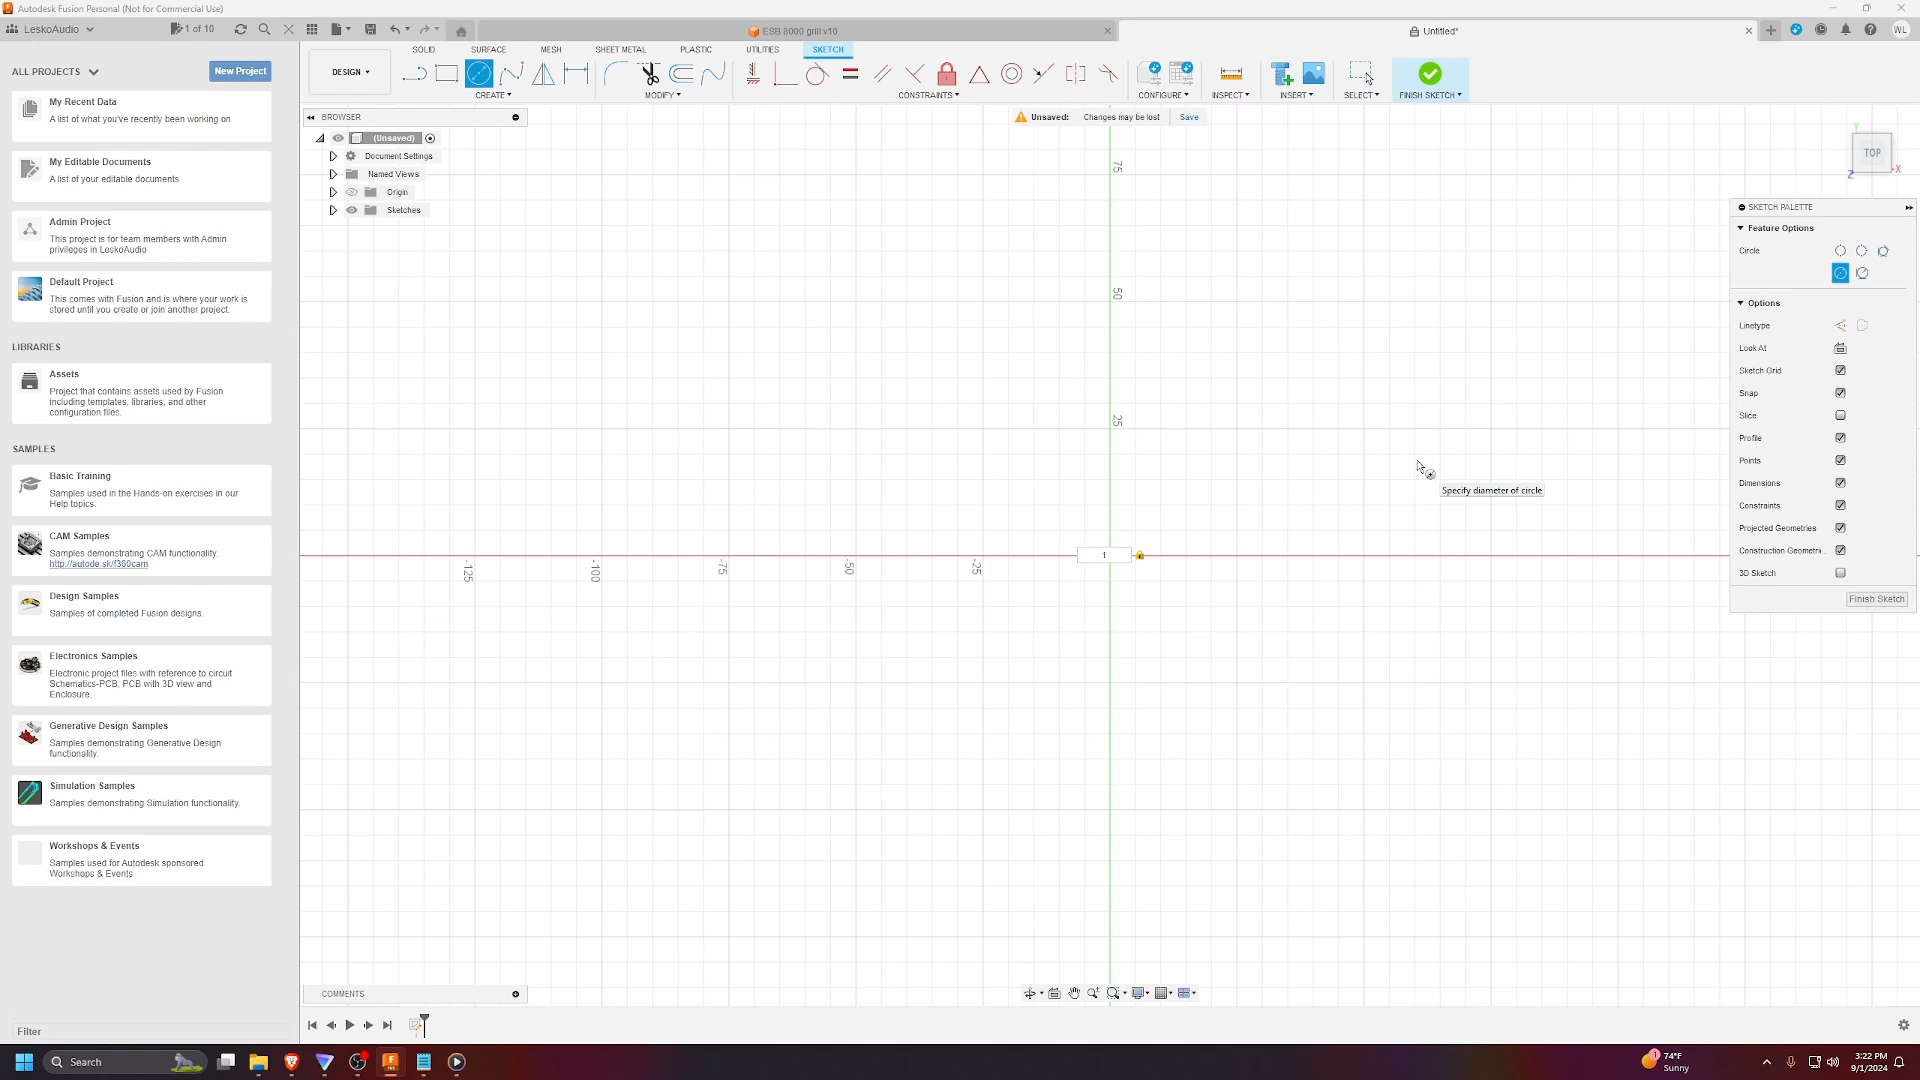 Autodesk Fusion Personal (Not for Commercial Use)
LeskoAudio
1 of 10
ESB 8000 grill v10
Untitled*
WL
ALL PROJECTS
New Project
DESIGN
SOLID
SURFACE
MESH
SHEET METAL
PLASTIC
UTILITIES
SKETCH
CREATE
MODIFY
CONSTRAINTS
CONFIGURE
INSPECT
INSERT
SELECT
FINISH SKETCH
BROWSER
Unsaved:
Changes may be lost
Save
(Unsaved)
Document Settings
Named Views
Origin
Sketches
My Recent Data
A list of what you've recently been working on
My Editable Documents
A list of your editable documents
Admin Project
This project is for team members with Admin
privileges in LeskoAudio
Default Project
This comes with Fusion and is where your work is
stored until you create or join another project.
LIBRARIES
Assets
Project that contains assets used by Fusion
including templates, libraries, and other
configuration files.
SAMPLES
Basic Training
Samples used in the Hands-on exercises in our
Help topics.
CAM Samples
Samples demonstrating CAM functionality.
http://autode.sk/f360cam
Design Samples
Samples of completed Fusion designs.
Electronics Samples
Electronic project files with reference to circuit
Schematics-PCB, PCB with 3D view and
Enclosure.
Generative Design Samples
Samples demonstrating Generative Design
functionality.
Simulation Samples
Samples demonstrating Simulation functionality.
Workshops & Events
Samples used for Autodesk sponsored
Workshops & Events
Filter
75
50
25
-125
-100
-75
-50
-25
1
Specify diameter of circle
TOP
X
Y
Z
SKETCH PALETTE
Feature Options
Circle
Options
Linetype
Look At
Sketch Grid
Snap
Slice
Profile
Points
Dimensions
Constraints
Projected Geometries
Construction Geometri...
3D Sketch
Finish Sketch
COMMENTS
Search
1
74°F
Sunny
3:22 PM
9/1/2024